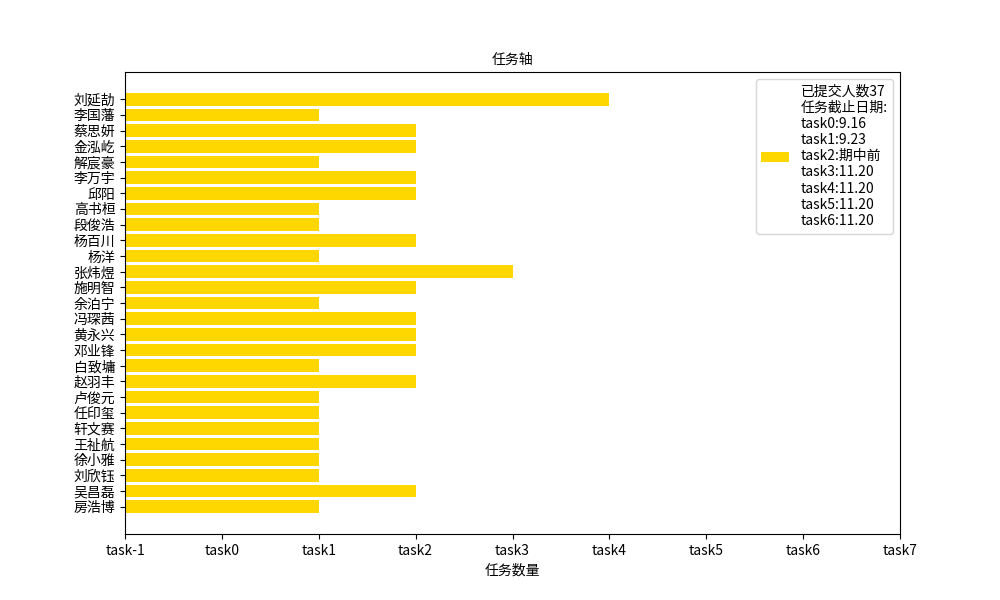 任务轴
刘延劼
李国藩
蔡思妍
金泓屹
解宸豪
李万宇
邱阳
高书桓
段俊浩
杨百川
杨洋
张炜煜
施明智
余泊宁
冯琛茜
黄永兴
邓业锋
白致墉
赵羽丰
卢俊元
任印玺
轩文赛
王祉航
徐小雅
刘欣钰
吴昌磊
房浩博
已提交人数37
任务截止日期:
task0:9.16
task1:9.23
task2:期中前
task3:11.20
task4:11.20
task5:11.20
task6:11.20
task-1 task0 task1 task2 task3 task4 task5 task6 task7
任务数量